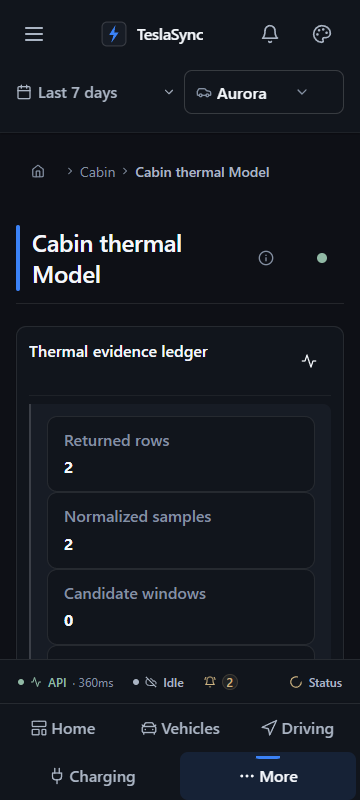 TeslaSync
Last 7 days
Aurora
Cabin
Cabin thermal Model
Cabin thermal
Model
Thermal evidence ledger
Returned rows
2
Normalized samples
2
Candidate windows
0
API · 360ms
Idle
2
Status
Home
Vehicles
Driving
Charging
More